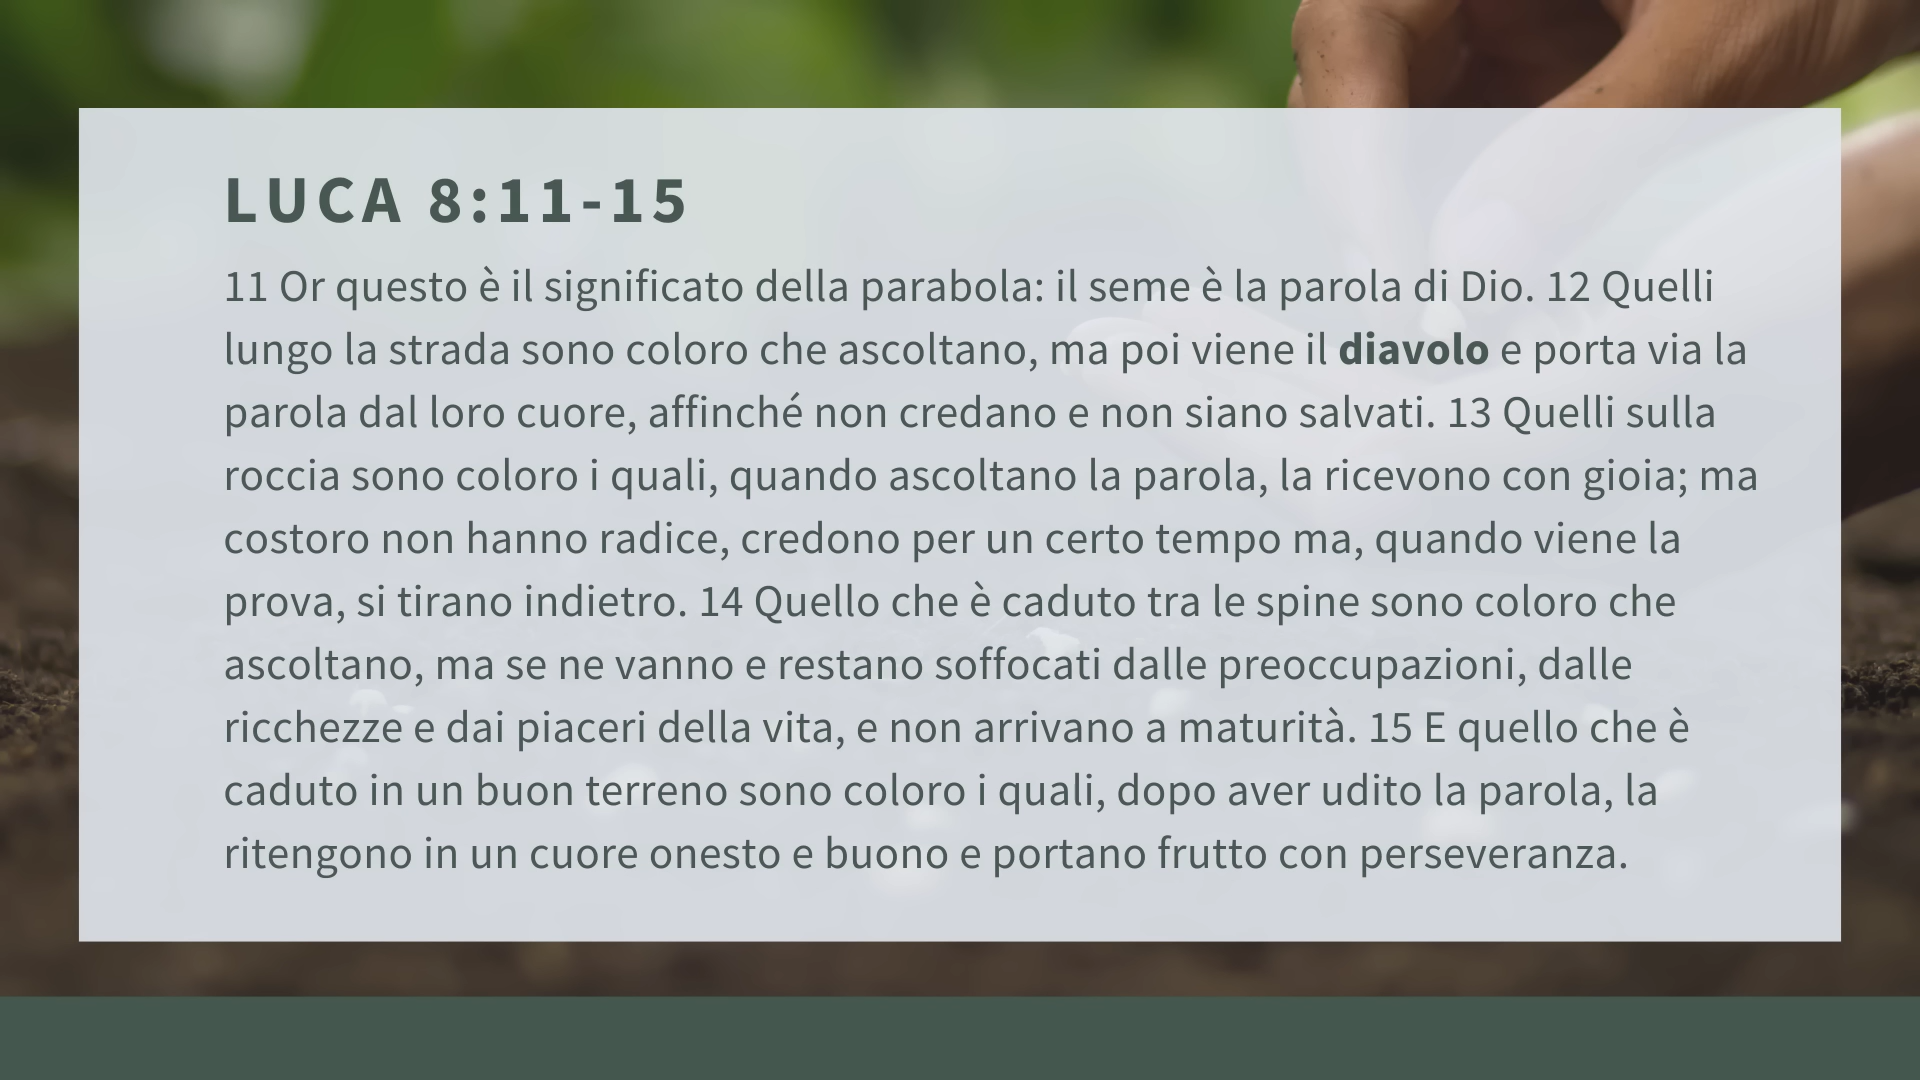 LUCA 8:11-15
11 Or questo è il significato della parabola: il seme è la parola di Dio. 12 Quelli
lungo la strada sono coloro che ascoltano, ma poi viene il diavolo e porta via la
parola dal loro cuore, affinché non credano e non siano salvati. 13 Quelli sulla
roccia sono coloro i quali, quando ascoltano la parola, la ricevono con gioia; ma
costoro non hanno radice, credono per un certo tempo ma, quando viene la
prova, si tirano indietro. 14 Quello che è caduto tra le spine sono coloro che
ascoltano, ma se ne vanno e restano soffocati dalle preoccupazioni, dalle
ricchezze e dai piaceri della vita, e non arrivano a maturità. 15 E quello che è
caduto in un buon terreno sono coloro i quali, dopo aver udito la parola, la
ritengono in un cuore onesto e buono e portano frutto con perseveranza.